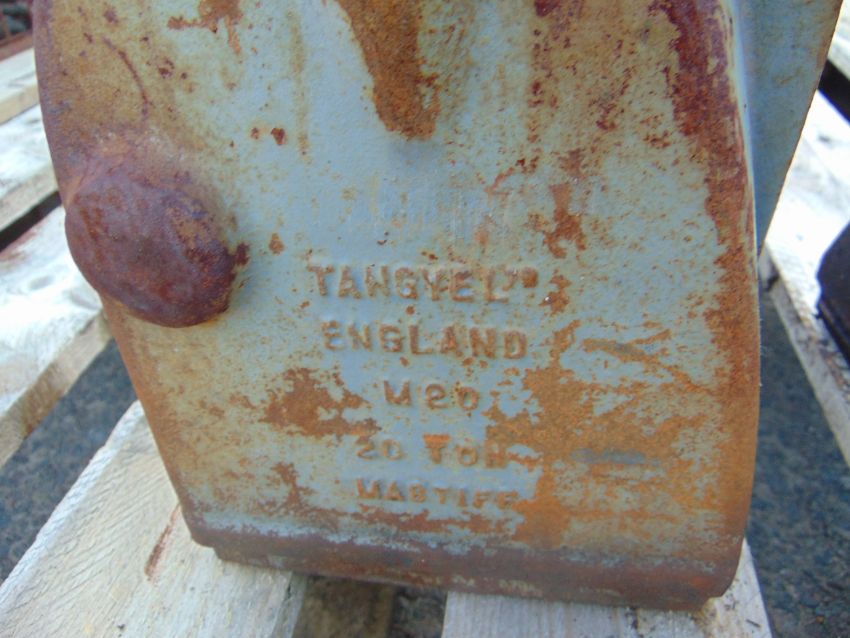 TANGYE LTD
ENGLAND
M20
20 TON
MASTIFF